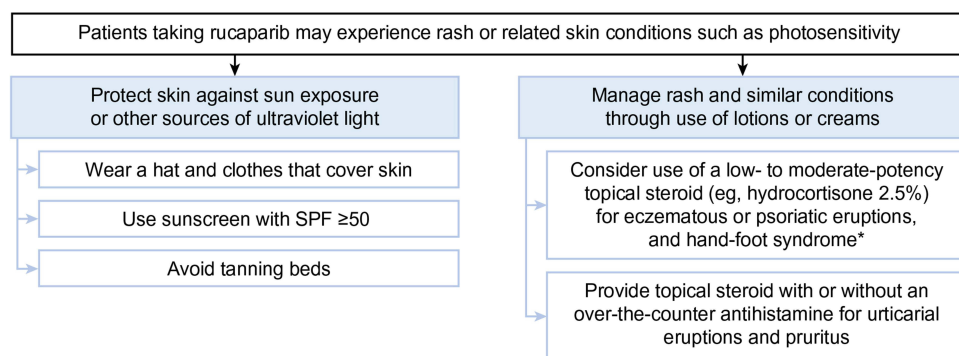 Patients taking rucaparib may experience rash or related skin conditions such as photosensitivity
Protect skin against sun exposure
or other sources of ultraviolet light
Wear a hat and clothes that cover skin
Use sunscreen with SPF ≥50
Avoid tanning beds
Manage rash and similar conditions
through use of lotions or creams
Consider use of a low- to moderate-potency
topical steroid (eg, hydrocortisone 2.5%)
for eczematous or psoriatic eruptions,
and hand-foot syndrome*
Provide topical steroid with or without an
over-the-counter antihistamine for urticarial
eruptions and pruritus